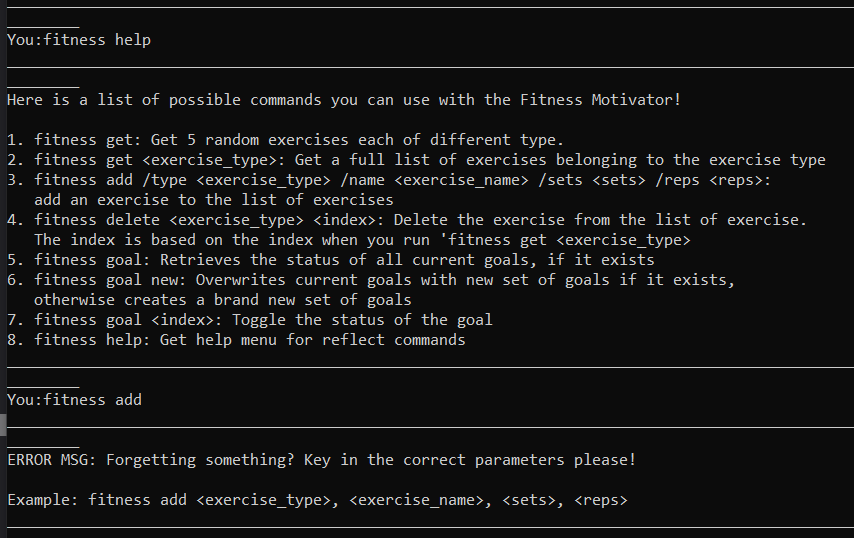 You:fitness help
Here is a list of possible commands you can use with the Fitness Motivator!
1. fitness get: Get 5 random exercises each of different type.
2. fitness get <exercise_type>: Get a full list of exercises belonging to the exercise type
3. fitness add /type <exercise_type> /name <exercise_name> /sets <sets> /reps <reps>:
add an exercise to the list of exercises
4. fitness delete <exercise_type> <index>: Delete the exercise from the list of exercise.
The index is based on the index when you run 'fitness get <exercise_type>
5. fitness goal: Retrieves the status of all current goals, if it exists
6. fitness goal new: Overwrites current goals with new set of goals if it exists,
otherwise creates a brand new set of goals
7. fitness goal <index>: Toggle the status of the goal
8. fitness help: Get help menu for reflect commands
You:fitness add
ERROR MSG: Forgetting something? Key in the correct parameters please!
Example: fitness add <exercise_type>, <exercise_name>, <sets>, <reps>